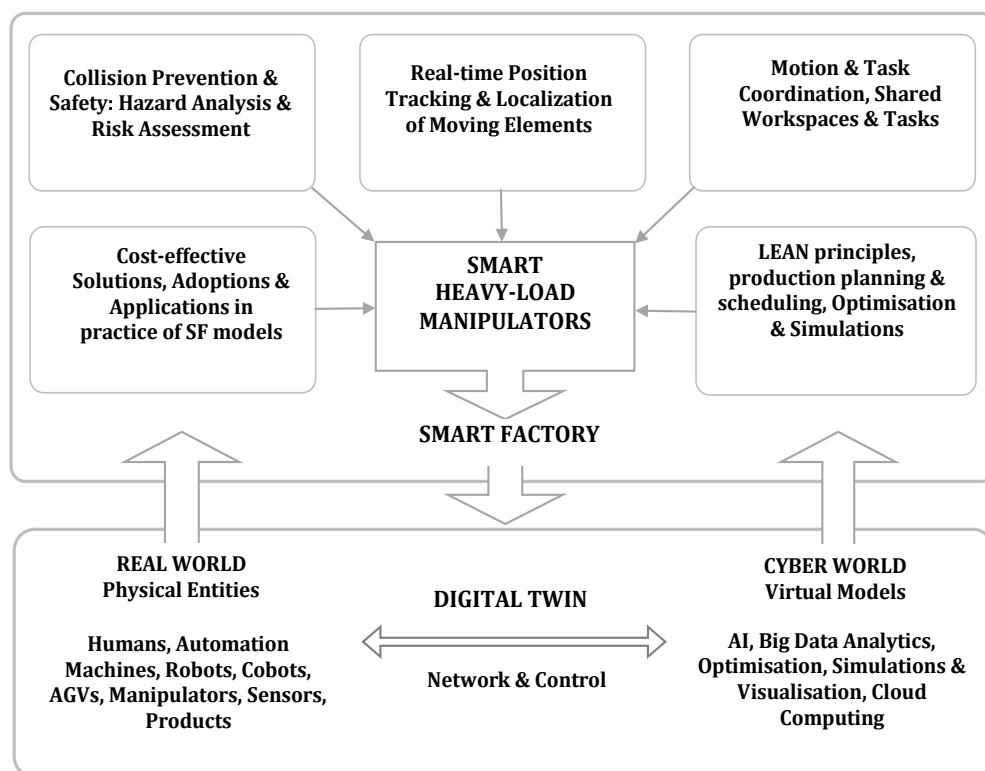 Collision Prevention &
Safety: Hazard Analysis &
Risk Assessment
Real-time Position
Tracking & Localization
of Moving Elements
Motion & Task
Coordination, Shared
Workspaces & Tasks
Cost-effective
Solutions, Adoptions &
Applications in
practice of SF models
SMART
HEAVY-LOAD
MANIPULATORS
LEAN principles,
production planning &
scheduling, Optimisation
& Simulations
SMART FACTORY
REAL WORLD
Physical Entities
Humans, Automation
Machines, Robots, Cobots,
AGVs, Manipulators, Sensors,
Products
DIGITAL TWIN
Network & Control
CYBER WORLD
Virtual Models
AI, Big Data Analytics,
Optimisation, Simulations &
Visualisation, Cloud
Computing